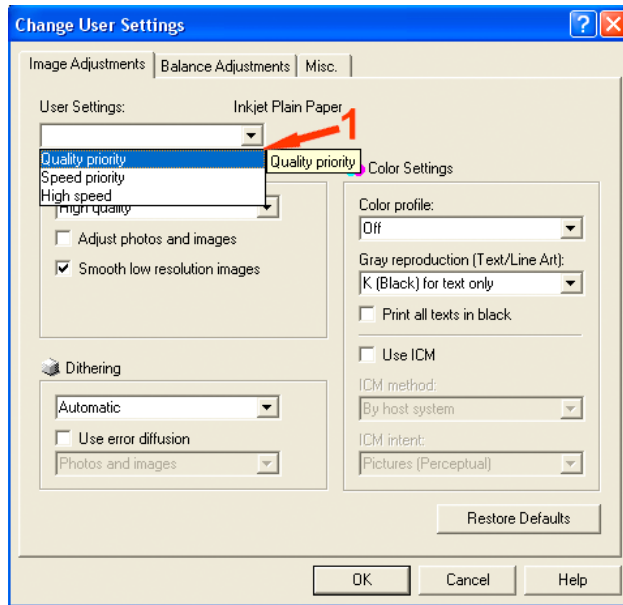 Change User Settings
Image Adjustments
Balance Adjustments
Misc.
User Settings:
Inkjet Plain Paper
1
Quality priority
Quality priority
Speed priority
High speed
High quality
Adjust photos and images
Smooth low resolution images
Dithering
Automatic
Use error diffusion
Photos and images
Color Settings
Color profile:
Off
Gray reproduction (Text/Line Art):
K (Black) for text only
Print all texts in black
Use ICM
ICM method:
By host system
ICM intent:
Pictures (Perceptual)
Restore Defaults
OK
Cancel
Help